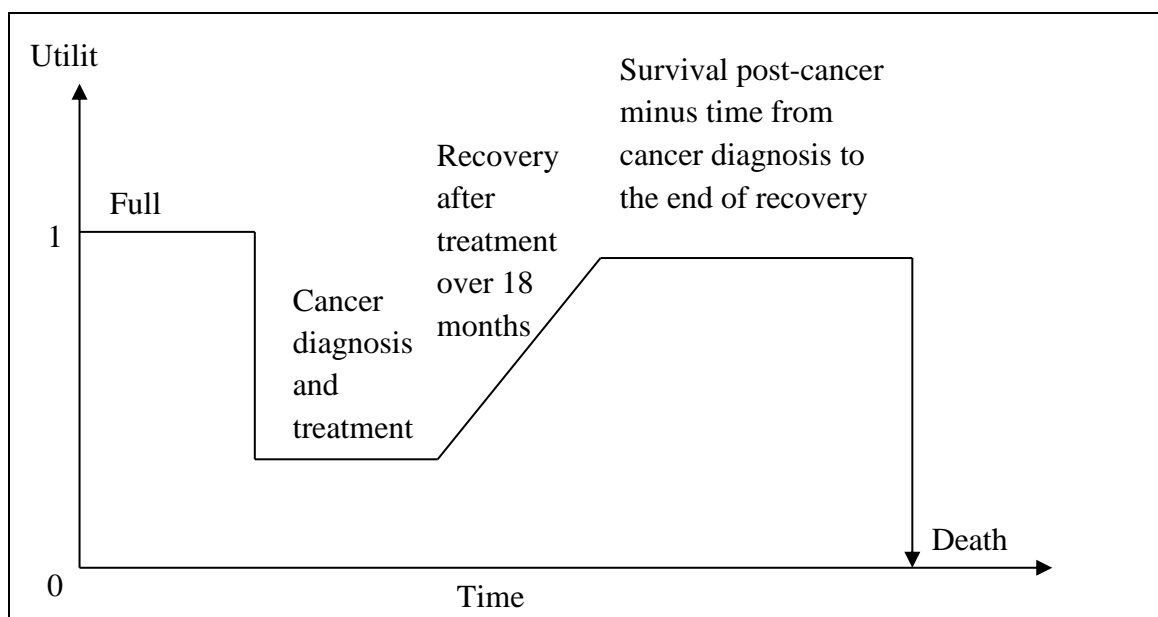 Utilit
Survival post-cancer
minus time from
cancer diagnosis to
the end of recovery
Recovery
after
treatment
over 18
months
Full
1
Cancer
diagnosis
and
treatment
Death
0
Time